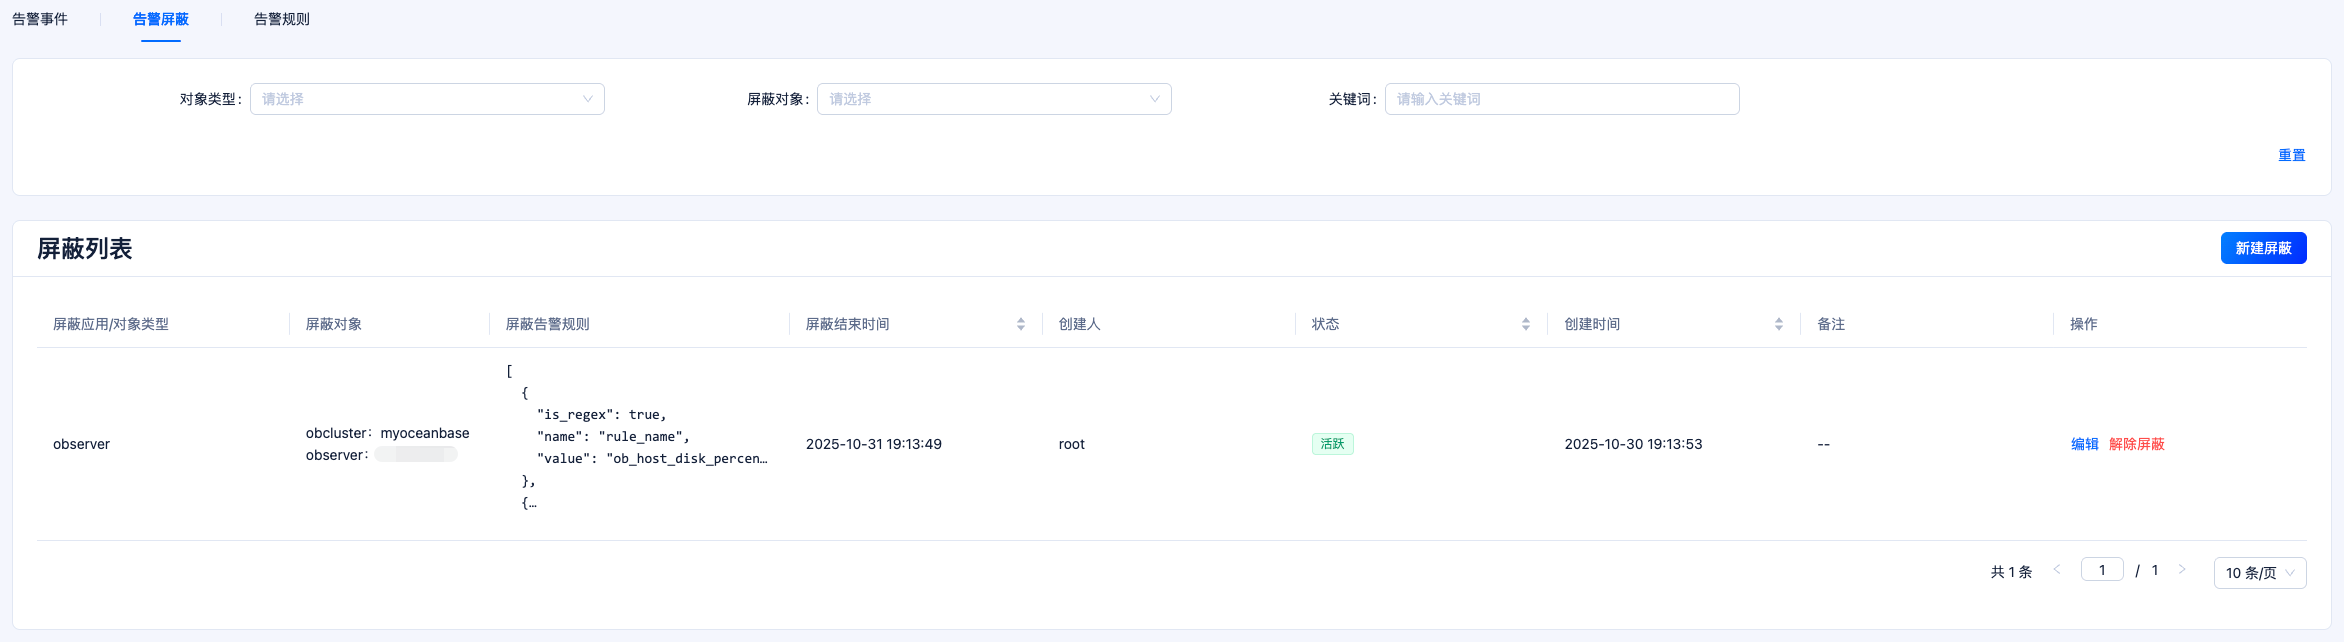 告警事件 告警屏蔽 告警规则
对象类型: 请选择 屏蔽对象: 请选择 关键词: 请输入关键词
重置
屏蔽列表 新建屏蔽
屏蔽应用/对象类型 屏蔽对象 屏蔽告警规则 屏蔽结束时间 创建人 状态 创建时间 备注 操作
observer
obcluster：myoceanbase
observer：
[
{
"is_regex": true,
"name": "rule_name",
"value": "ob_host_disk_percen…
},
{…
2025-10-31 19:13:49 root 活跃 2025-10-30 19:13:53 -- 编辑 解除屏蔽
共 1 条 < 1 / 1 > 10 条/页